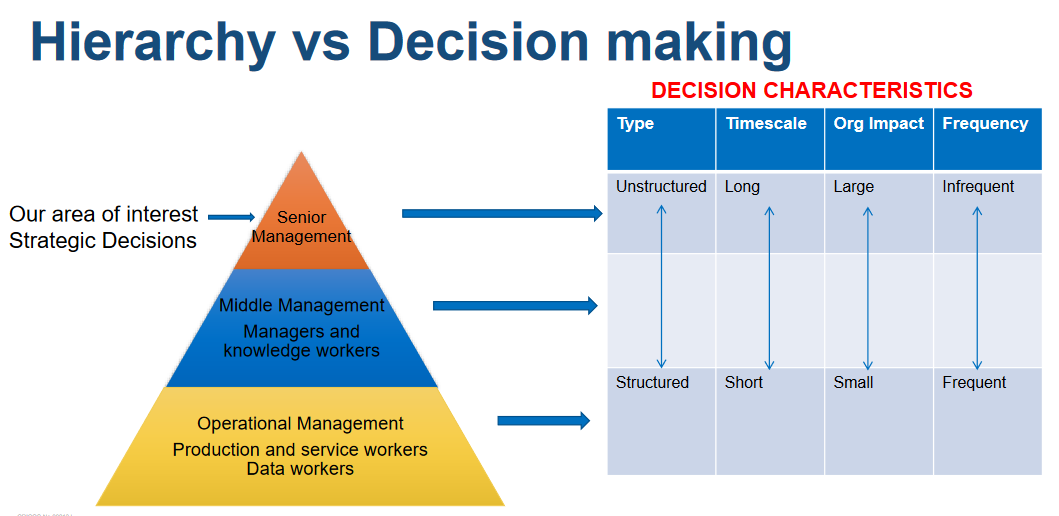 Hierarchy vs Decision making
DECISION CHARACTERISTICS
Type Timescale Org Impact Frequency
Unstructured Long Large Infrequent
Structured Short Small Frequent
Our area of interest
Strategic Decisions
Senior
Management
Middle Management
Managers and
knowledge workers
Operational Management
Production and service workers
Data workers